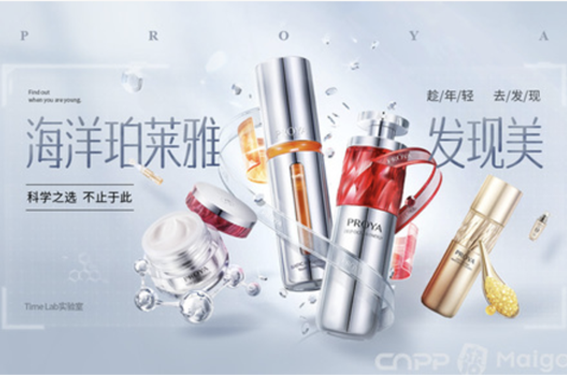 P R O Y A
Find out
when you are young.
趁/年/轻 去/发/现
海洋珀莱雅 发现美
科学之选 不止于此
PROYA
PROYA
PROYA
PROYA
Time Lab实验室
CNPP Maigoo